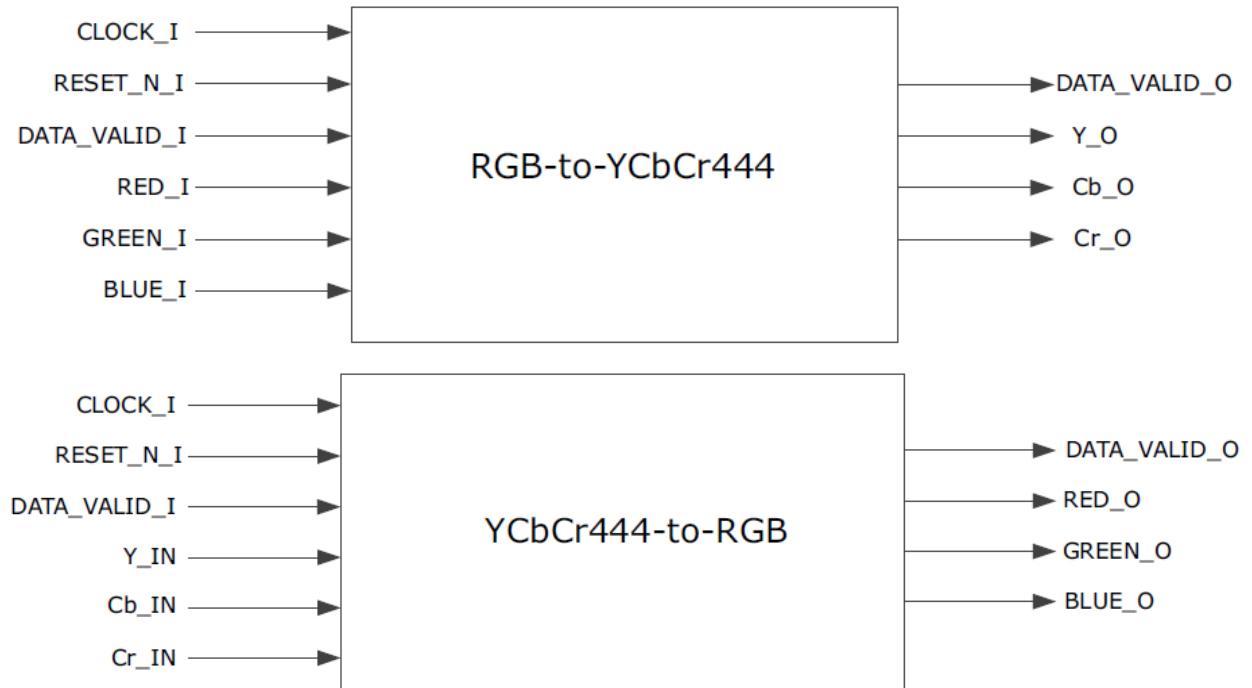 CLOCK_I
RESET_N_I
DATA_VALID_I
RED_I
GREEN_I
BLUE_I
RGB-to-YCbCr444
DATA_VALID_O
Y_O
Cb_O
Cr_O
CLOCK_I
RESET_N_I
DATA_VALID_I
Y_IN
Cb_IN
Cr_IN
YCbCr444-to-RGB
DATA_VALID_O
RED_O
GREEN_O
BLUE_O